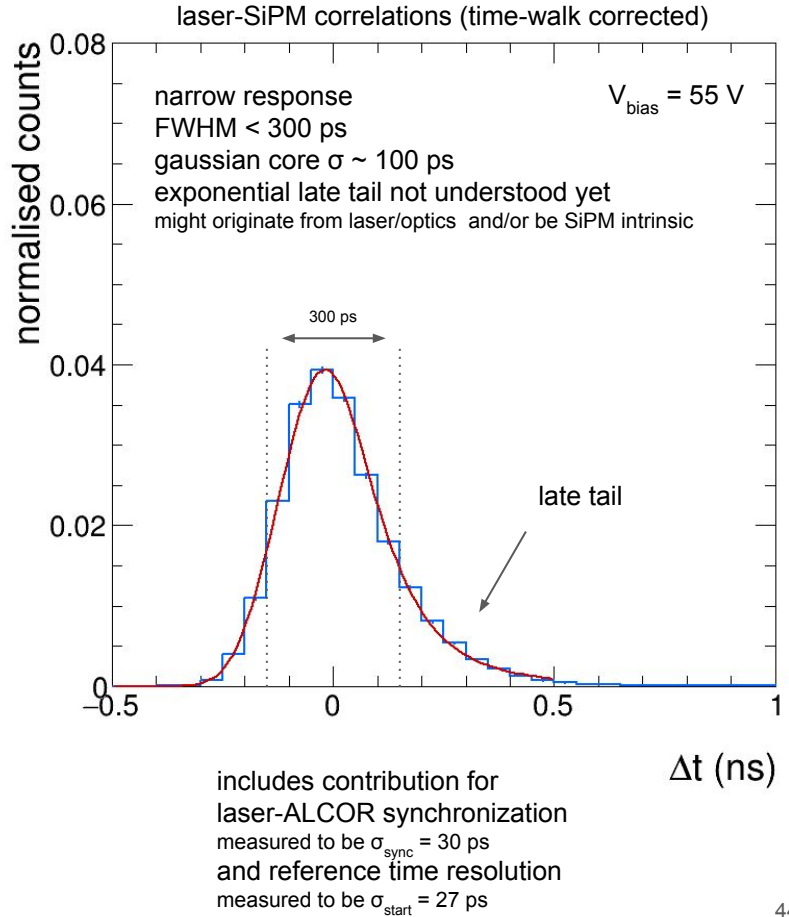 laser-SiPM correlations (time-walk corrected)
normalised counts
0.08
0.06
0.04
0.02
0
narrow response
FWHM < 300 ps
gaussian core σ ~ 100 ps
exponential late tail not understood yet
might originate from laser/optics and/or be SiPM intrinsic
V_bias = 55 V
300 ps
late tail
−0.5
0
0.5
1
Δt (ns)
includes contribution for
laser-ALCOR synchronization
measured to be σ_sync = 30 ps
and reference time resolution
measured to be σ_start = 27 ps